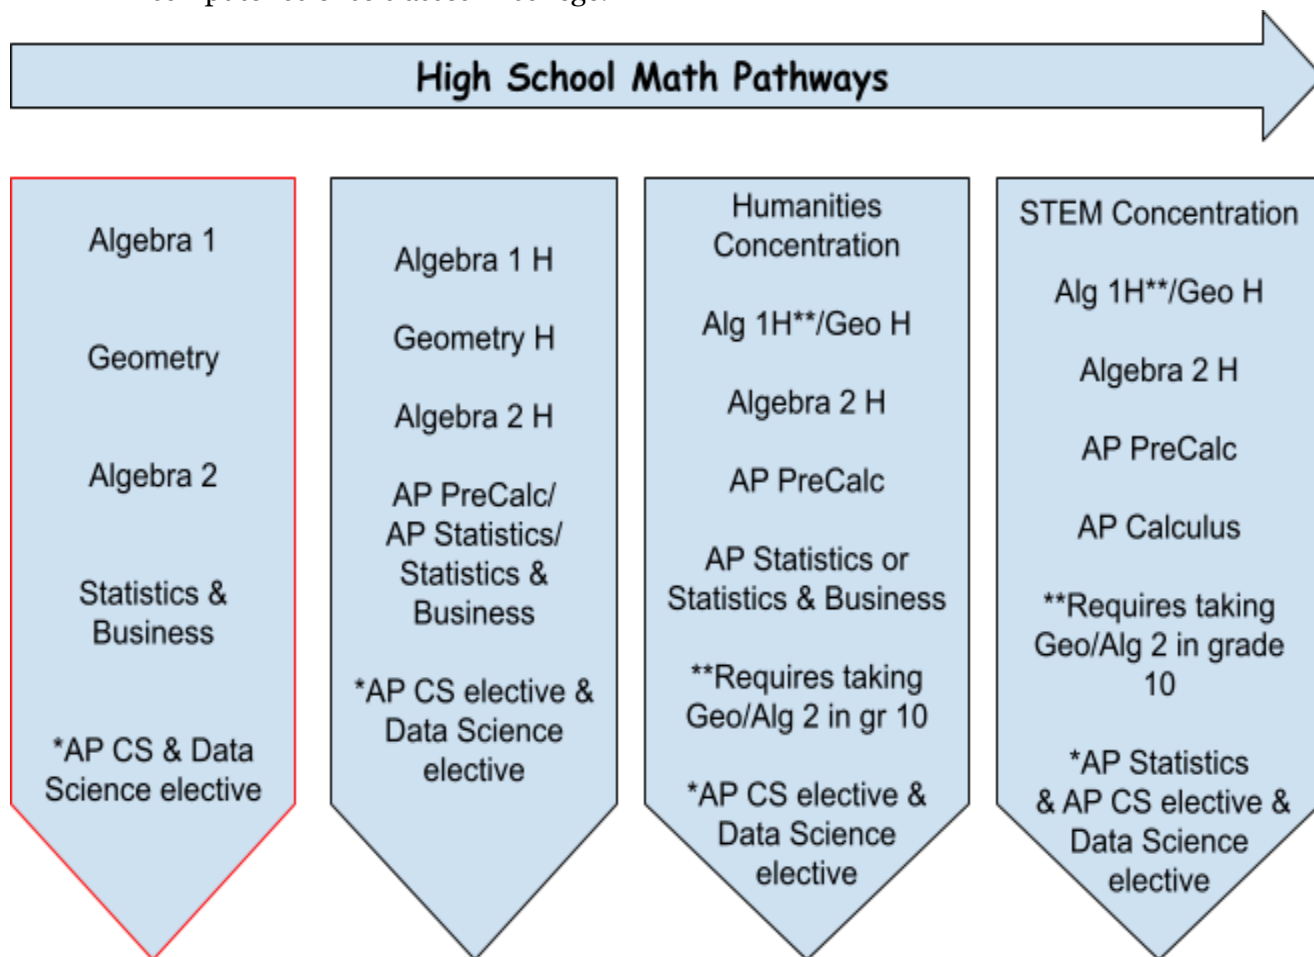 High School Math Pathways
Algebra 1
Geometry
Algebra 2
Statistics &
Business
*AP CS & Data
Science elective
Algebra 1 H
Geometry H
Algebra 2 H
AP PreCalc/
AP Statistics/
Statistics &
Business
*AP CS elective &
Data Science
elective
Humanities
Concentration
Alg 1H**/Geo H
Algebra 2 H
AP PreCalc
AP Statistics or
Statistics & Business
**Requires taking
Geo/Alg 2 in gr 10
*AP CS elective &
Data Science
elective
STEM Concentration
Alg 1H**/Geo H
Algebra 2 H
AP PreCalc
AP Calculus
**Requires taking
Geo/Alg 2 in grade
10
*AP Statistics
& AP CS elective &
Data Science
elective